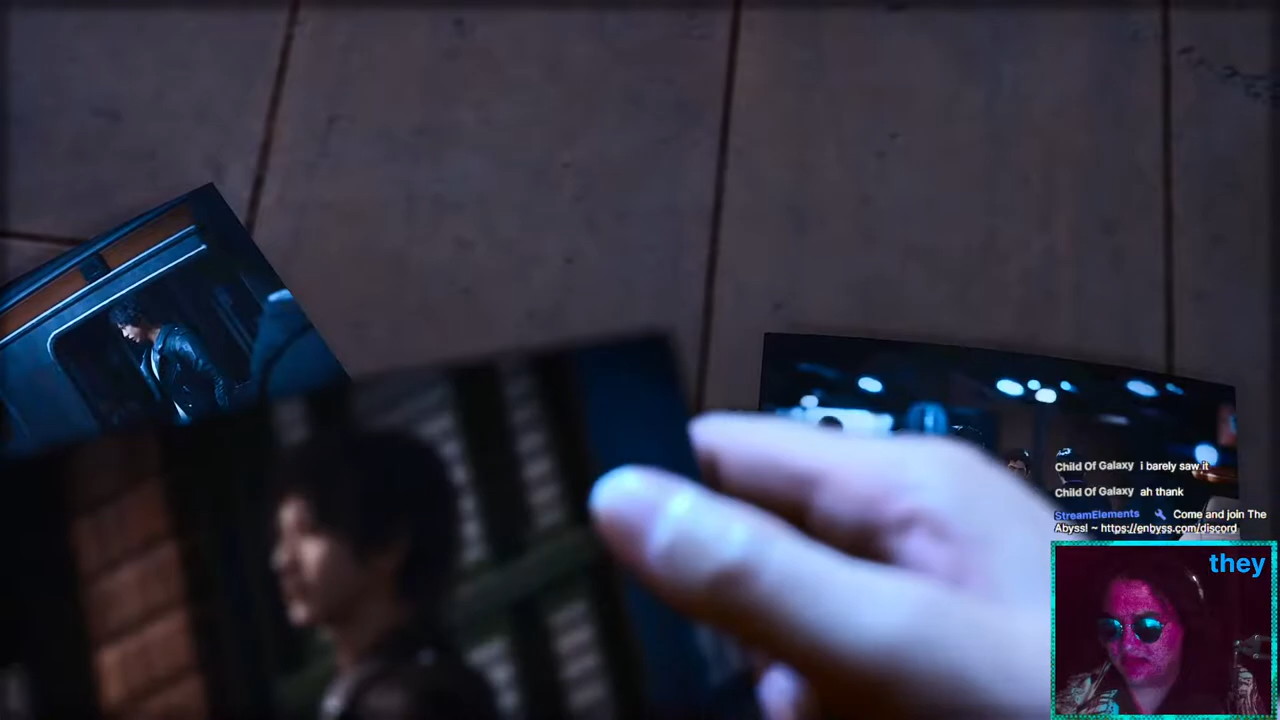 Child Of Galaxy i barely saw it
Child Of Galaxy ah thank
StreamElements Come and join The
Abyss! ~ https://enbyss.com/discord
they